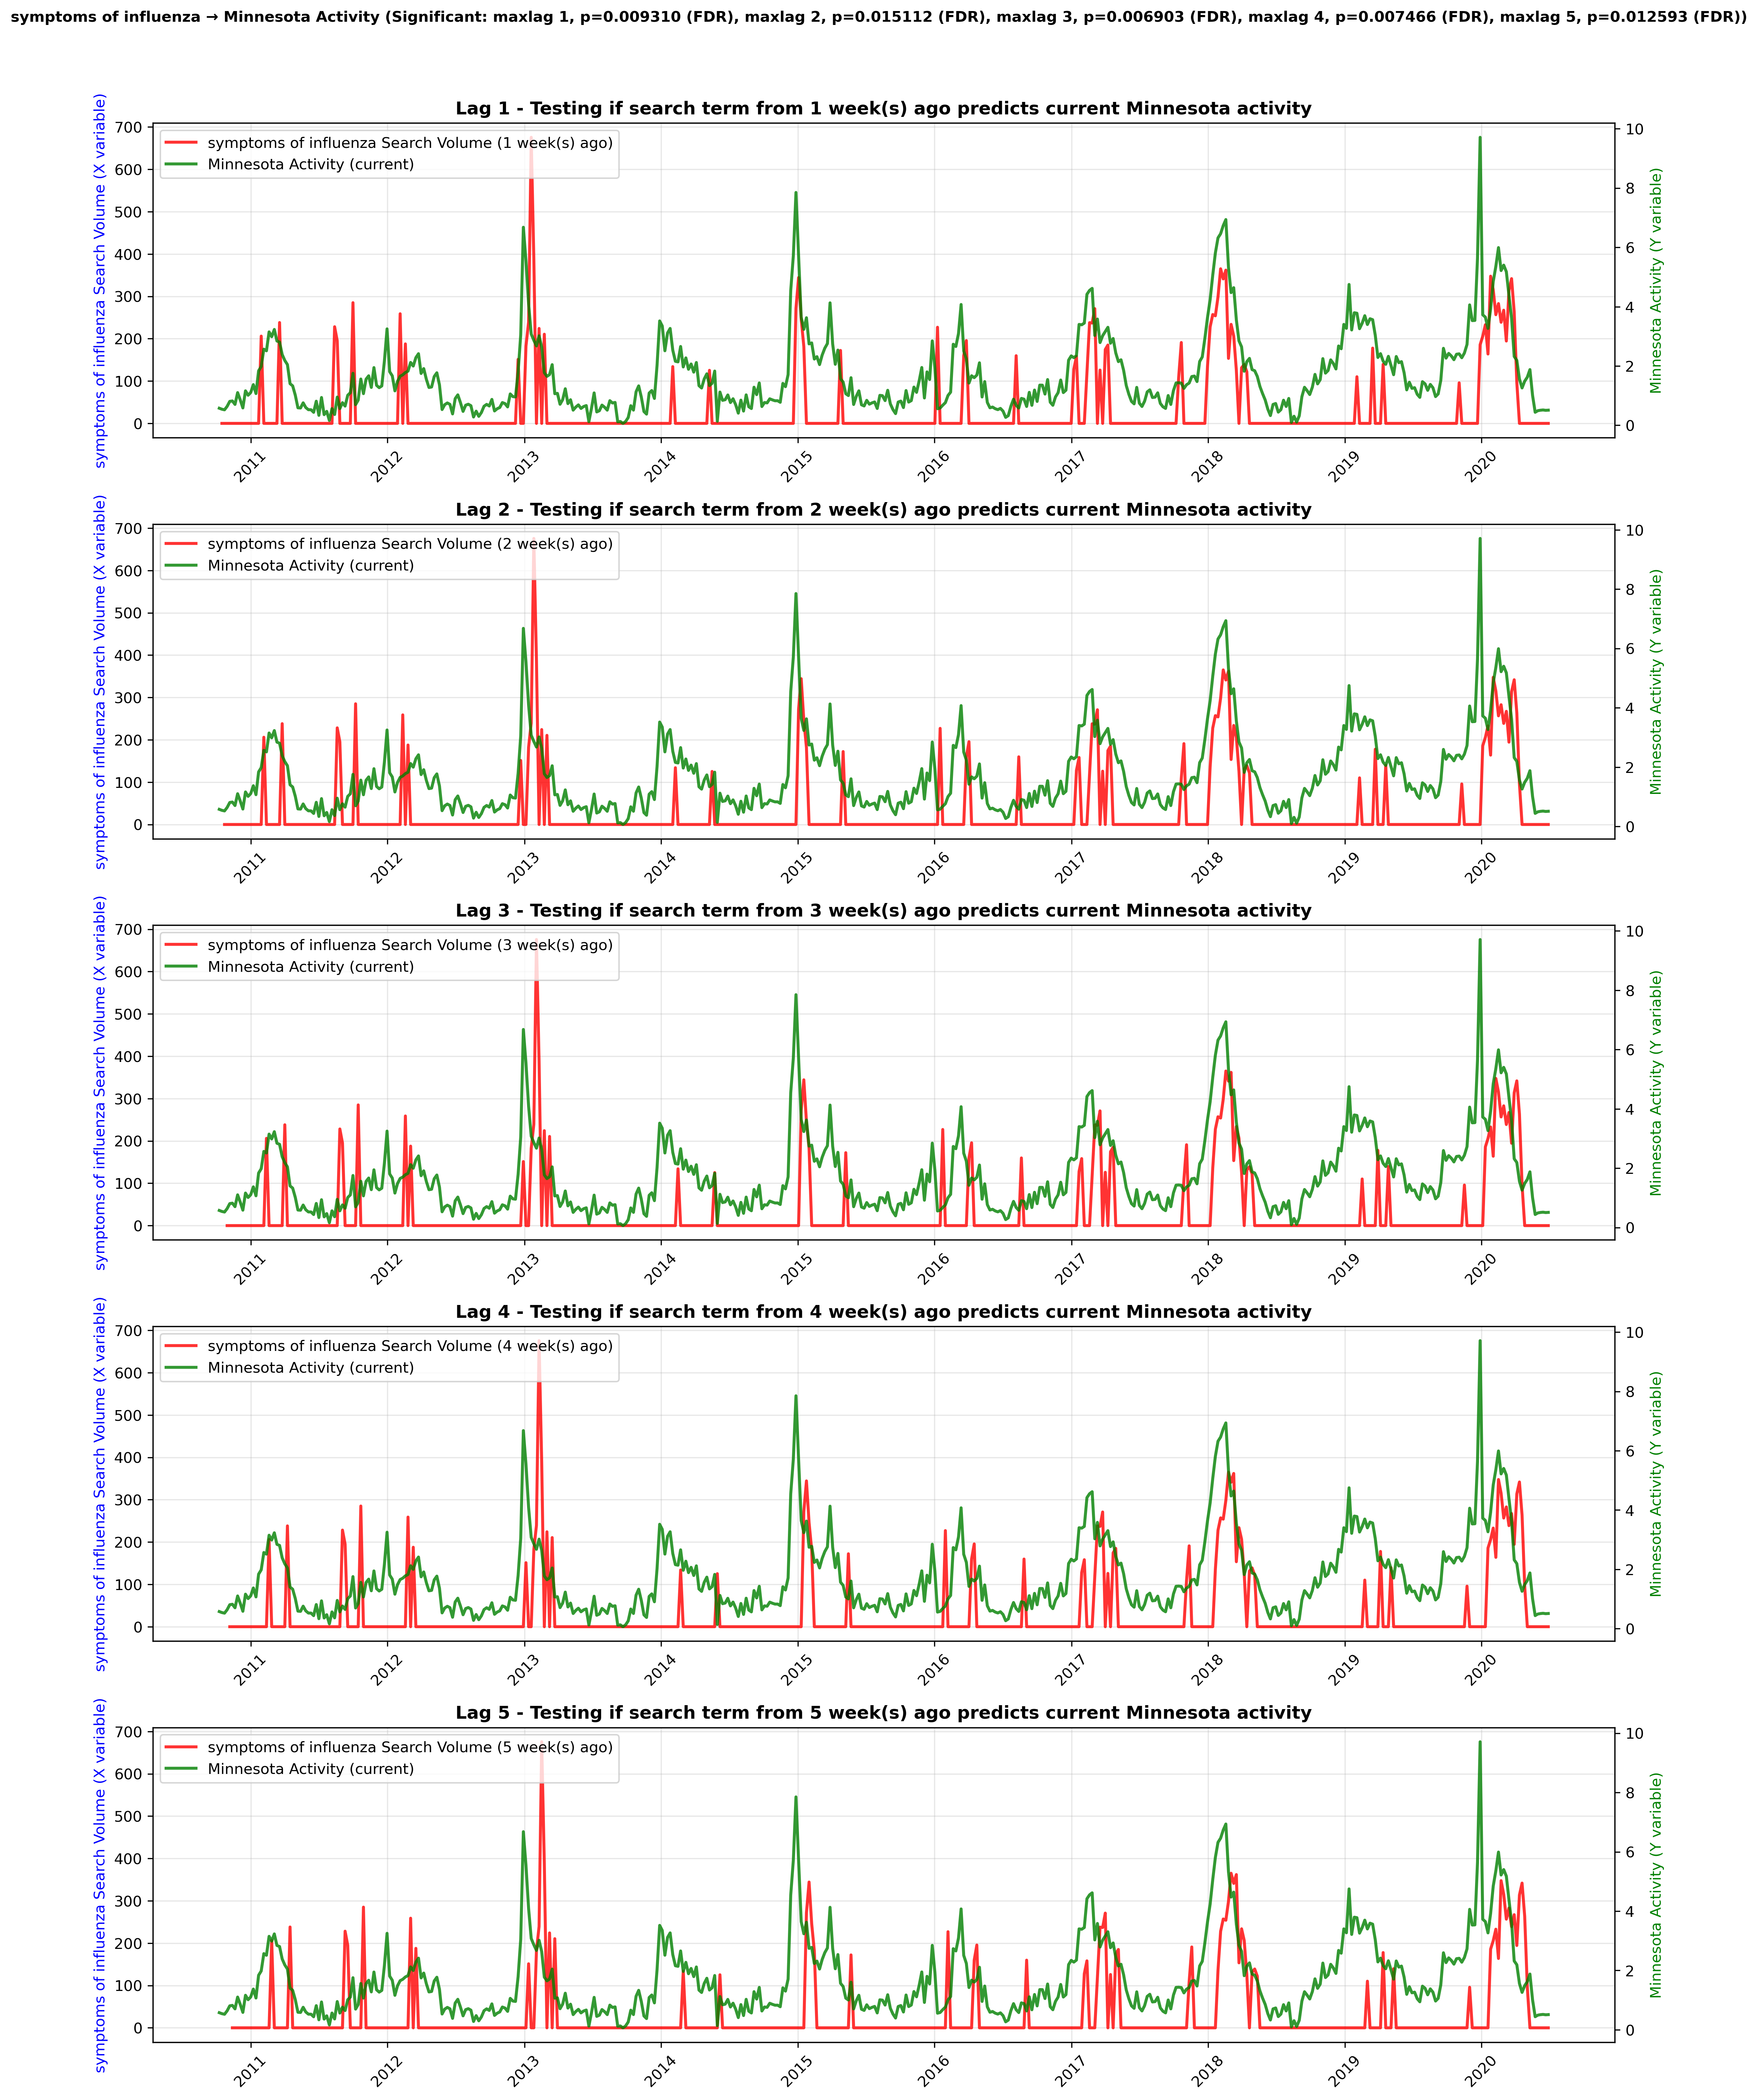 symptoms of influenza → Minnesota Activity (Significant: maxlag 1, p=0.009310 (FDR), maxlag 2, p=0.015112 (FDR), maxlag 3, p=0.006903 (FDR), maxlag 4, p=0.007466 (FDR), maxlag 5, p=0.012593 (FDR))
Lag 1 - Testing if search term from 1 week(s) ago predicts current Minnesota activity
symptoms of influenza Search Volume (X variable)
700
600
500
400
300
200
100
0
symptoms of influenza Search Volume (1 week(s) ago)
Minnesota Activity (current)
10
8
6
4
2
0
Minnesota Activity (Y variable)
2011 2012 2013 2014 2015 2016 2017 2018 2019 2020
Lag 2 - Testing if search term from 2 week(s) ago predicts current Minnesota activity
symptoms of influenza Search Volume (X variable)
700
600
500
400
300
200
100
0
symptoms of influenza Search Volume (2 week(s) ago)
Minnesota Activity (current)
10
8
6
4
2
0
Minnesota Activity (Y variable)
2011 2012 2013 2014 2015 2016 2017 2018 2019 2020
Lag 3 - Testing if search term from 3 week(s) ago predicts current Minnesota activity
symptoms of influenza Search Volume (X variable)
700
600
500
400
300
200
100
0
symptoms of influenza Search Volume (3 week(s) ago)
Minnesota Activity (current)
10
8
6
4
2
0
Minnesota Activity (Y variable)
2011 2012 2013 2014 2015 2016 2017 2018 2019 2020
Lag 4 - Testing if search term from 4 week(s) ago predicts current Minnesota activity
symptoms of influenza Search Volume (X variable)
700
600
500
400
300
200
100
0
symptoms of influenza Search Volume (4 week(s) ago)
Minnesota Activity (current)
10
8
6
4
2
0
Minnesota Activity (Y variable)
2011 2012 2013 2014 2015 2016 2017 2018 2019 2020
Lag 5 - Testing if search term from 5 week(s) ago predicts current Minnesota activity
symptoms of influenza Search Volume (X variable)
700
600
500
400
300
200
100
0
symptoms of influenza Search Volume (5 week(s) ago)
Minnesota Activity (current)
10
8
6
4
2
0
Minnesota Activity (Y variable)
2011 2012 2013 2014 2015 2016 2017 2018 2019 2020